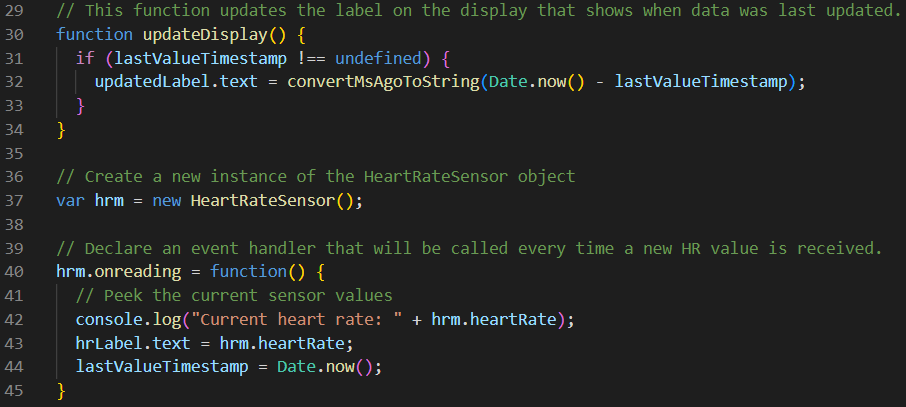 29 // This function updates the label on the display that shows when data was last updated.
30 function updateDisplay() {
31   if (lastValueTimestamp !== undefined) {
32     updatedLabel.text = convertMsAgoToString(Date.now() - lastValueTimestamp);
33   }
34 }
35
36 // Create a new instance of the HeartRateSensor object
37 var hrm = new HeartRateSensor();
38
39 // Declare an event handler that will be called every time a new HR value is received.
40 hrm.onreading = function() {
41   // Peek the current sensor values
42   console.log("Current heart rate: " + hrm.heartRate);
43   hrLabel.text = hrm.heartRate;
44   lastValueTimestamp = Date.now();
45 }